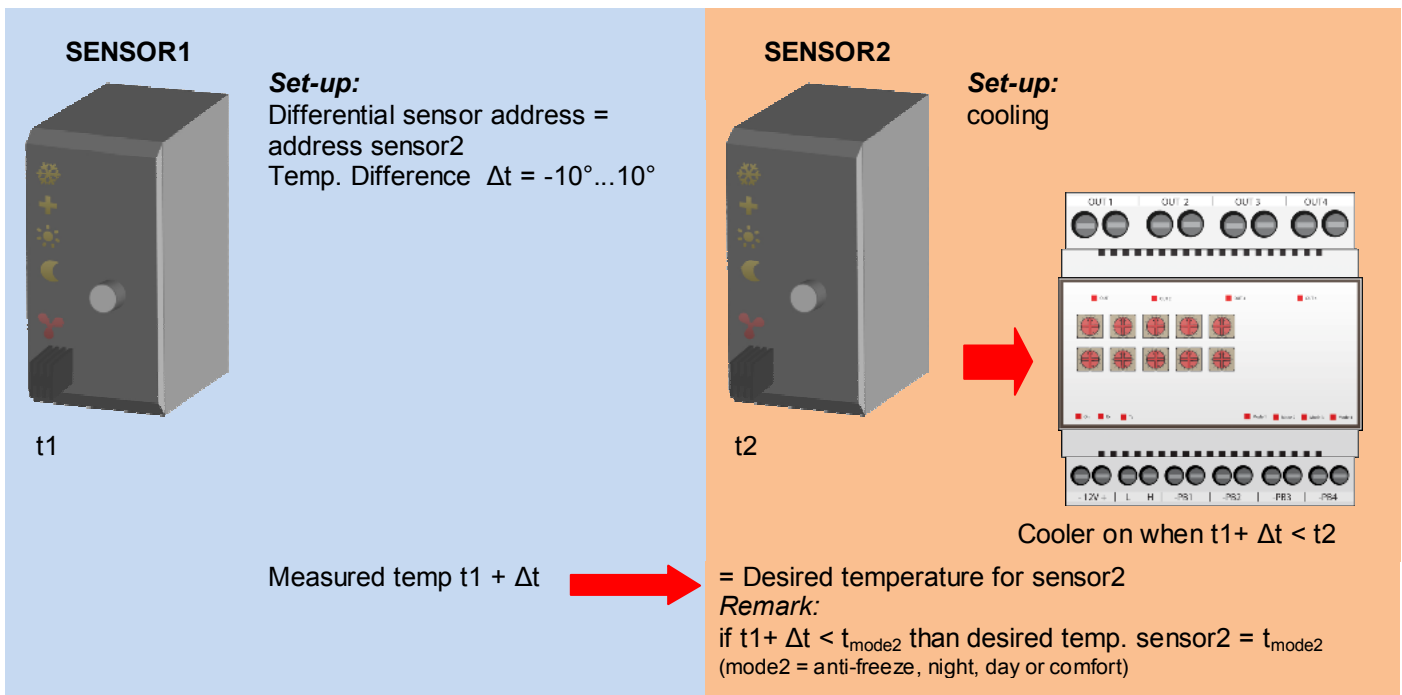 SENSOR1
Set-up:
Differential sensor address =
address sensor2
Temp. Difference Δt = -10°...10°
t1
Measured temp t1 + Δt
SENSOR2
Set-up:
cooling
t2
OUT 1 OUT 2 OUT 3 OUT4
- 12V + | L H | -PB1 | -PB2 | -PB3 | -PB4
Cooler on when t1+ Δt < t2
= Desired temperature for sensor2
Remark:
if t1+ Δt < tmode2 than desired temp. sensor2 = tmode2
(mode2 = anti-freeze, night, day or comfort)